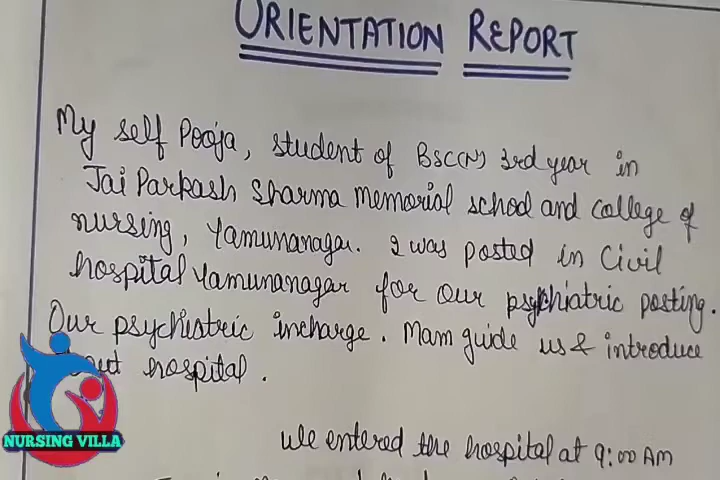 ORIENTATION REPORT
My self Pooja, student of BSC(N) 3rd year in
Jai Parkash Sharma memorial school and college of
nursing, Yamunanagar. I was posted in Civil
hospital Yamunanagar for our psychiatric posting.
Our psychiatric incharge. Mam guide us & introduce
hospital.
we entered the hospital at 9:00 AM
NURSING VILLA